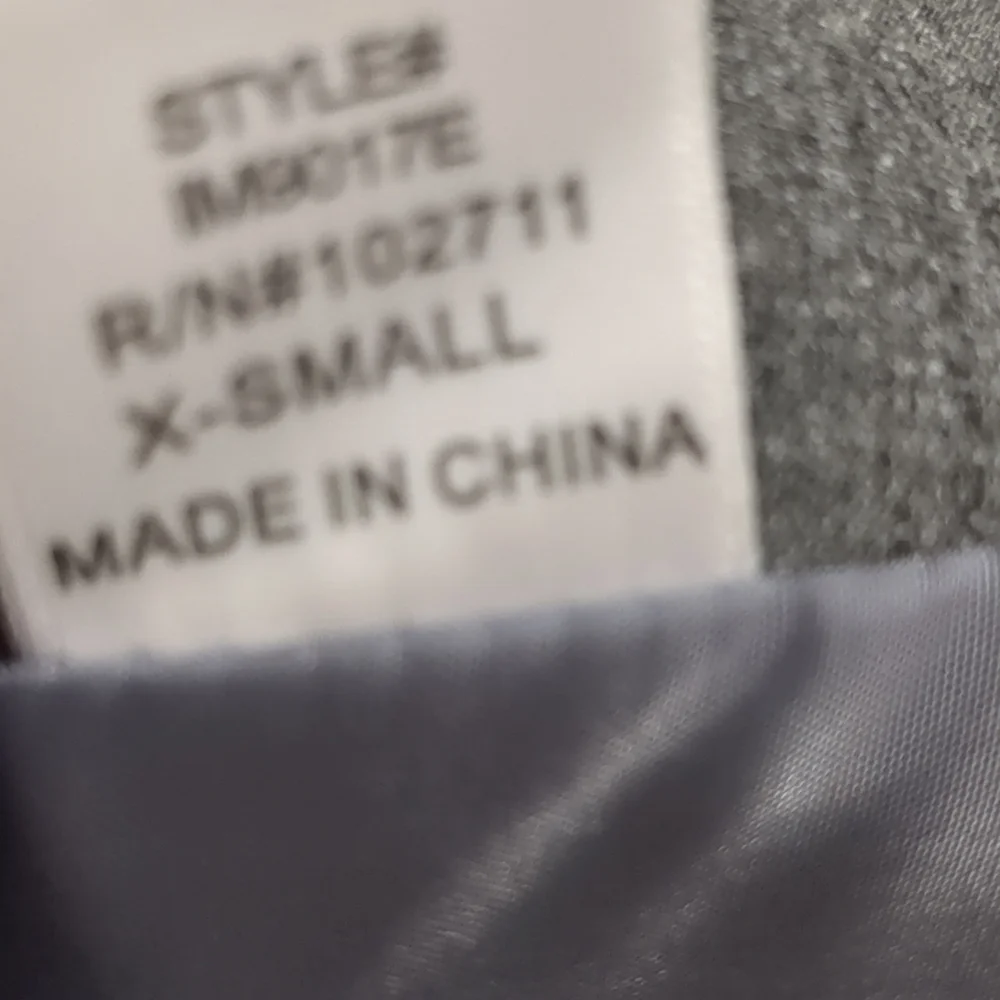 STYLE#
R/N#102711
X-SMALL
MADE IN CHINA